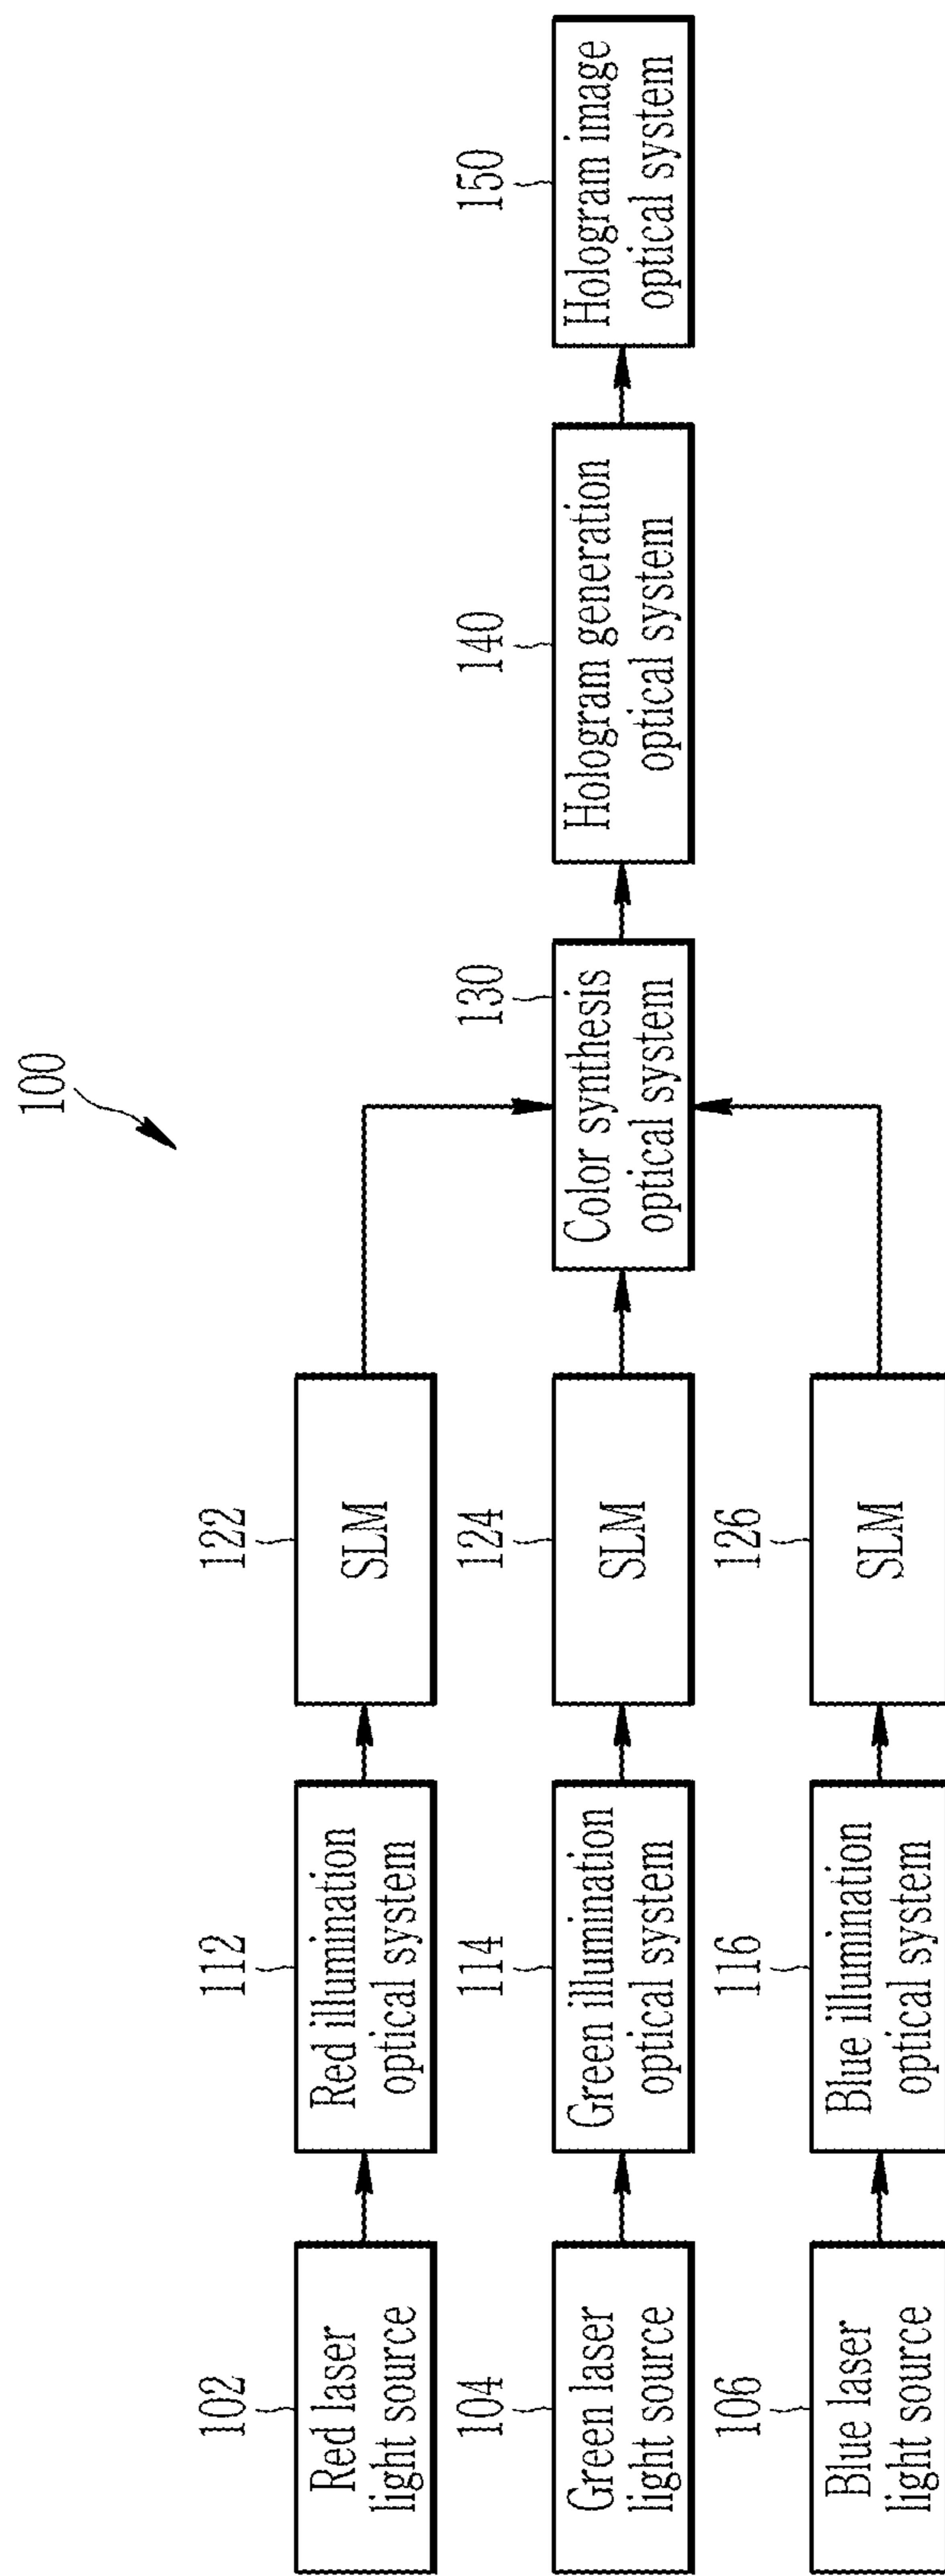 100
102
Red laser
light source
112
Red illumination
optical system
122
SLM
104
Green laser
light source
114
Green illumination
optical system
124
SLM
130
Color synthesis
optical system
140
Hologram generation
optical system
150
Hologram image
optical system
106
Blue laser
light source
116
Blue illumination
optical system
126
SLM